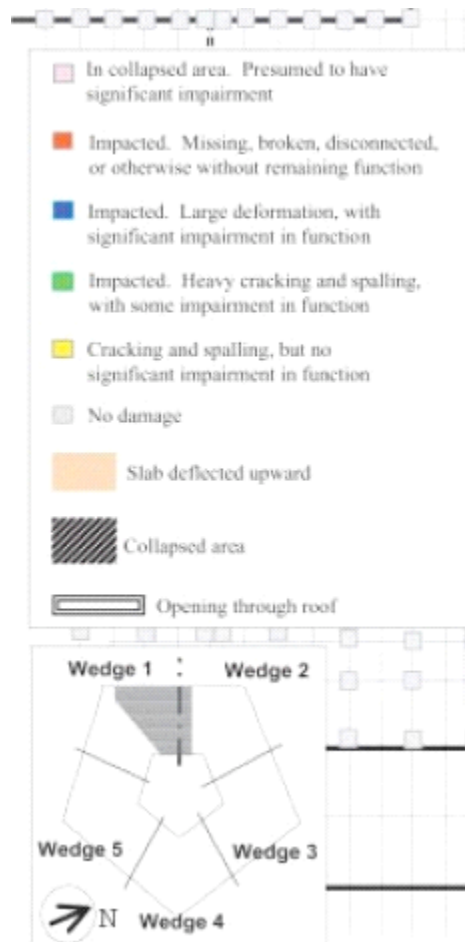 In collapsed area. Presumed to have
significant impairment
Impacted. Missing, broken, disconnected,
or otherwise without remaining function
Impacted. Large deformation, with
significant impairment in function
Impacted. Heavy cracking and spalling,
with some impairment in function
Cracking and spalling, but no
significant impairment in function
No damage
Slab deflected upward
Collapsed area
Opening through roof
Wedge 1
Wedge 2
Wedge 5
Wedge 3
N
Wedge 4